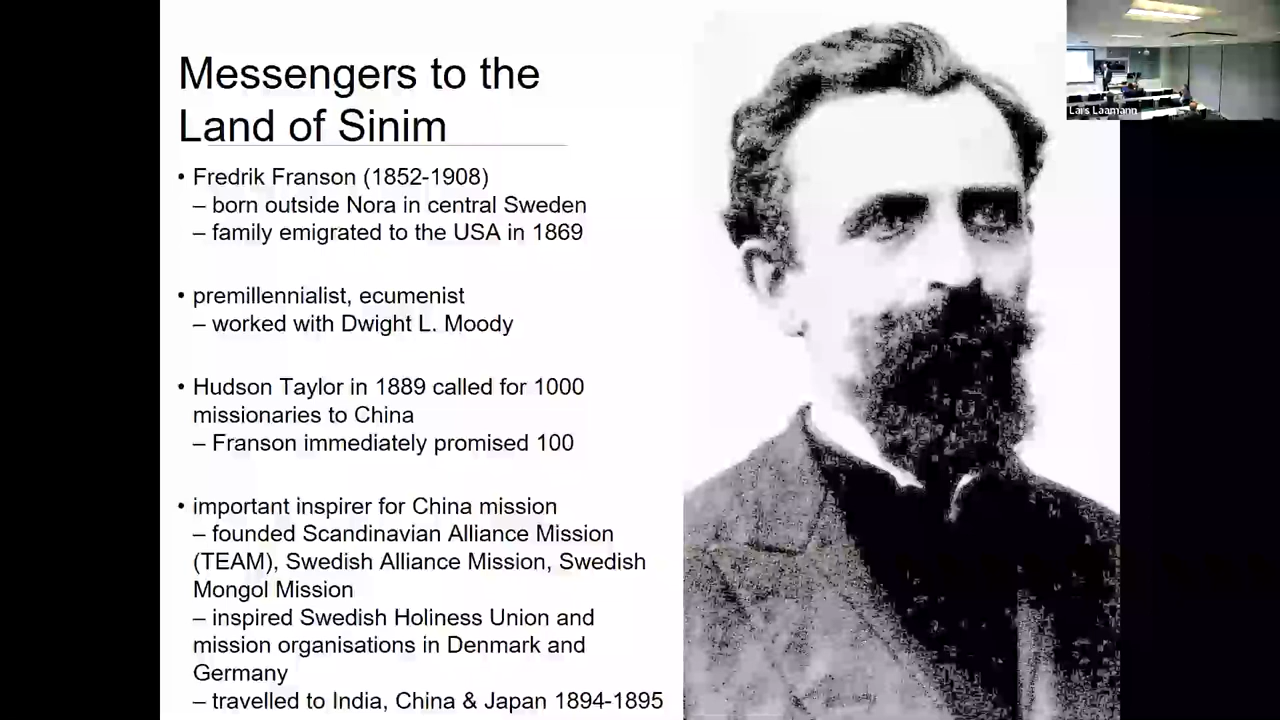 Messengers to the
Land of Sinim
• Fredrik Franson (1852-1908)
– born outside Nora in central Sweden
– family emigrated to the USA in 1869
• premillennialist, ecumenist
– worked with Dwight L. Moody
• Hudson Taylor in 1889 called for 1000
missionaries to China
– Franson immediately promised 100
• important inspirer for China mission
– founded Scandinavian Alliance Mission
(TEAM), Swedish Alliance Mission, Swedish
Mongol Mission
– inspired Swedish Holiness Union and
mission organisations in Denmark and
Germany
– travelled to India, China & Japan 1894-1895
Lars Laamann